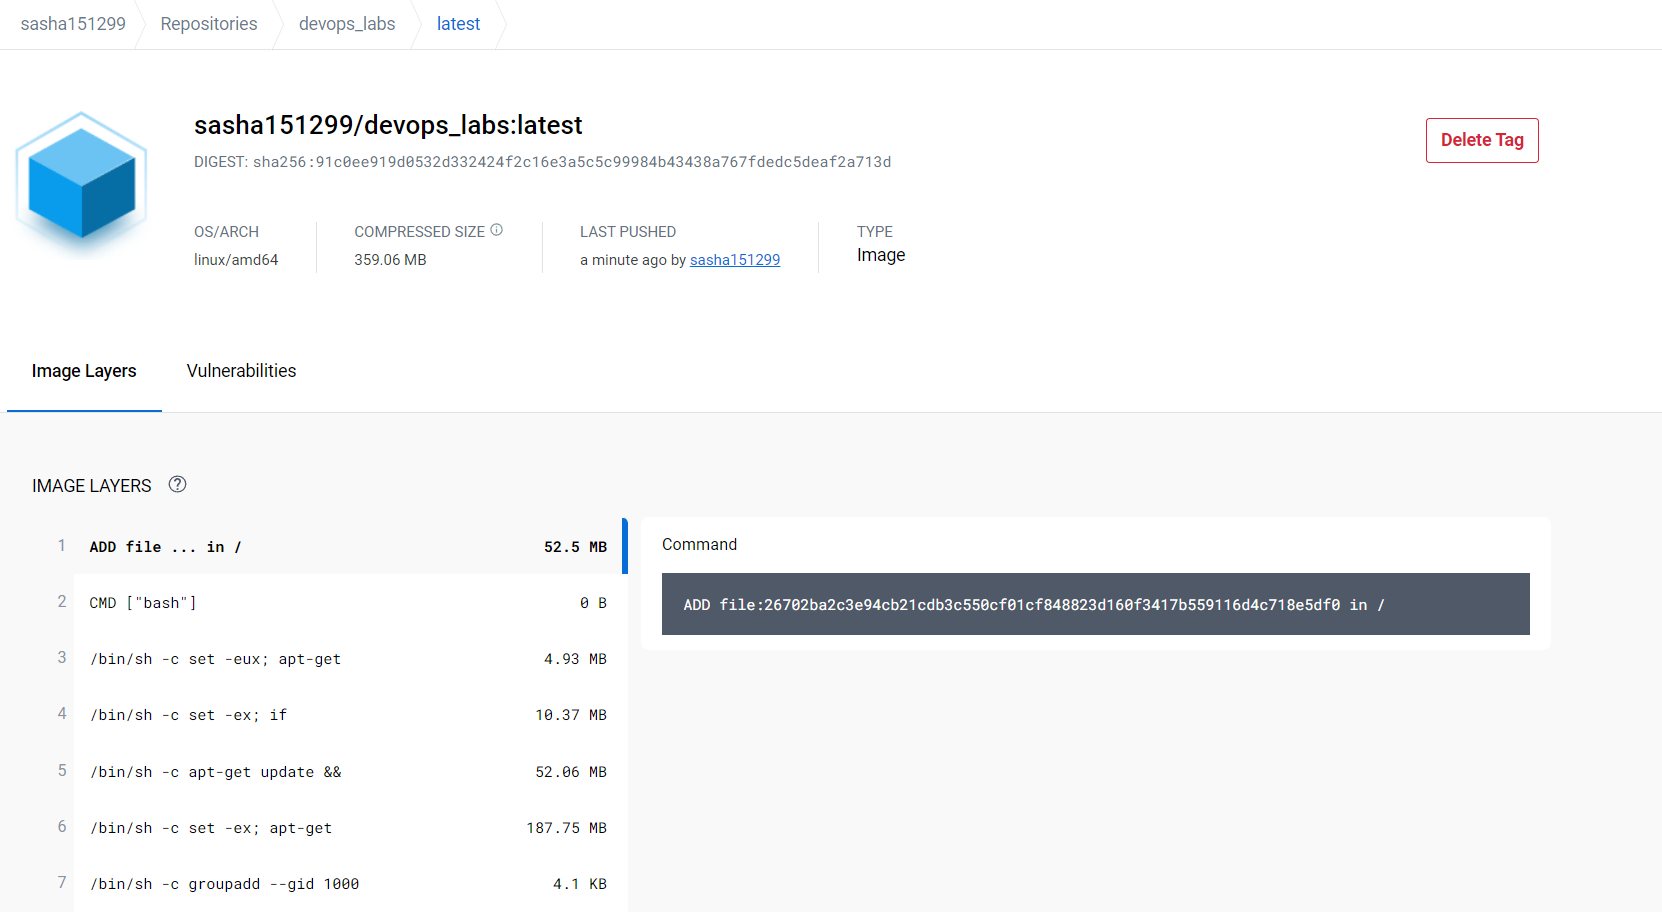 sasha151299 Repositories devops_labs latest
sasha151299/devops_labs:latest
Delete Tag
DIGEST: sha256:91c0ee919d0532d332424f2c16e3a5c5c99984b43438a767fdedc5deaf2a713d
OS/ARCH COMPRESSED SIZE LAST PUSHED TYPE
linux/amd64 359.06 MB a minute ago by sasha151299 Image
Image Layers Vulnerabilities
IMAGE LAYERS
1 ADD file ... in / 52.5 MB
2 CMD ["bash"] 0 B
3 /bin/sh -c set -eux; apt-get 4.93 MB
4 /bin/sh -c set -ex; if 10.37 MB
5 /bin/sh -c apt-get update && 52.06 MB
6 /bin/sh -c set -ex; apt-get 187.75 MB
7 /bin/sh -c groupadd --gid 1000 4.1 KB
Command
ADD file:26702ba2c3e94cb21cdb3c550cf01cf848823d160f3417b559116d4c718e5df0 in /